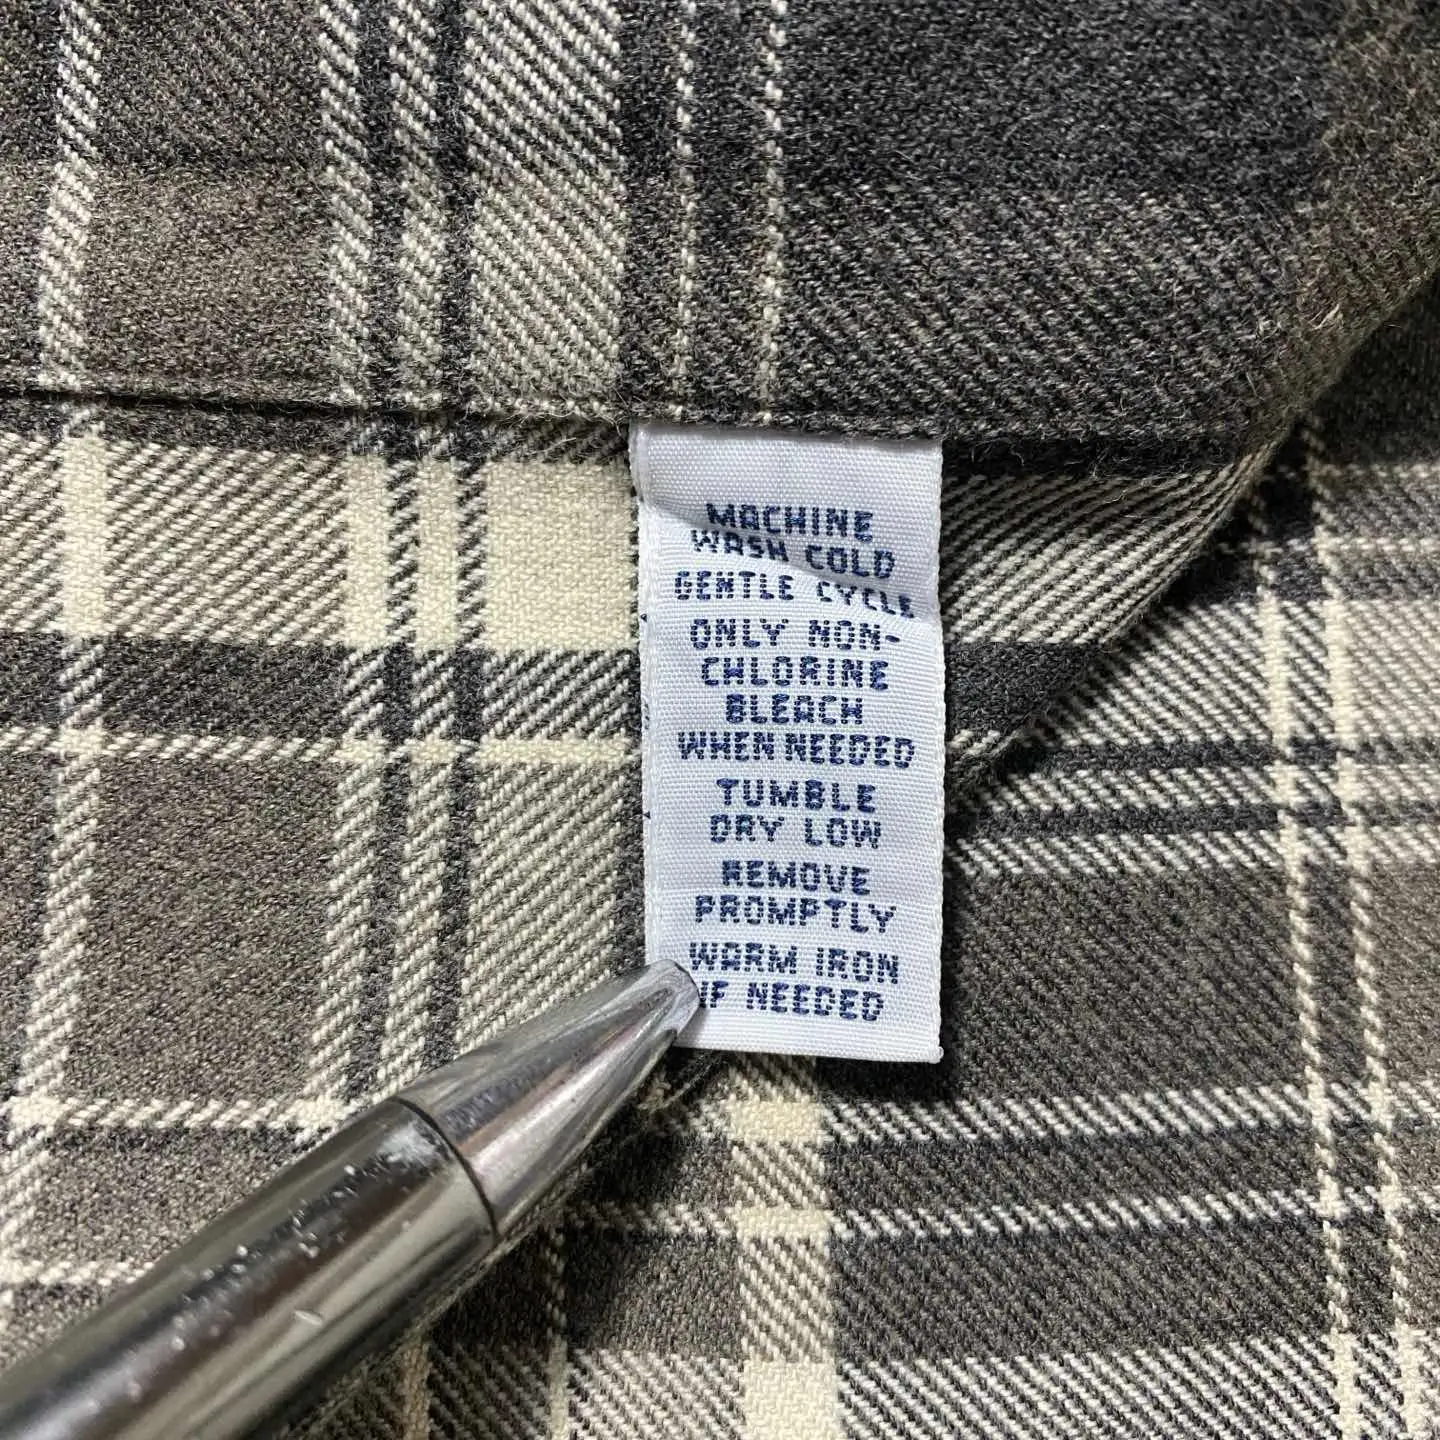 MACHINE
WASH COLD
GENTLE CYCLE
ONLY NON-
CHLORINE
BLEACH
WHEN NEEDED
TUMBLE
DRY LOW
REMOVE
PROMPTLY
WARM IRON
IF NEEDED